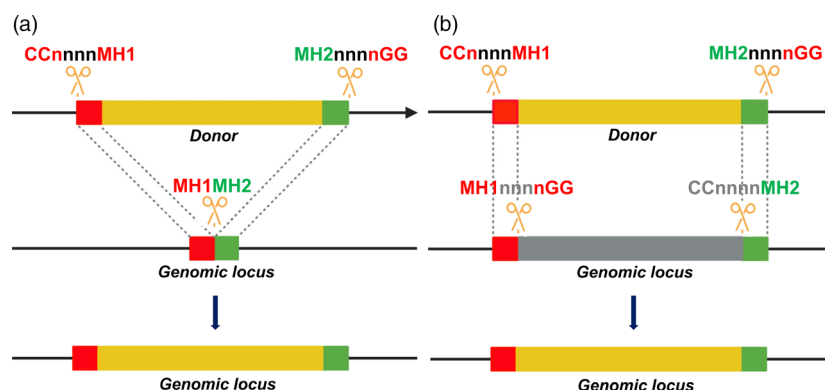 (a)
CCnnnnMH1
MH2nnnnGG
Donor
MH1MH2
Genomic locus
Genomic locus
(b)
CCnnnnMH1
MH2nnnnGG
Donor
MH1nnnnGG
CCnnnnMH2
Genomic locus
Genomic locus